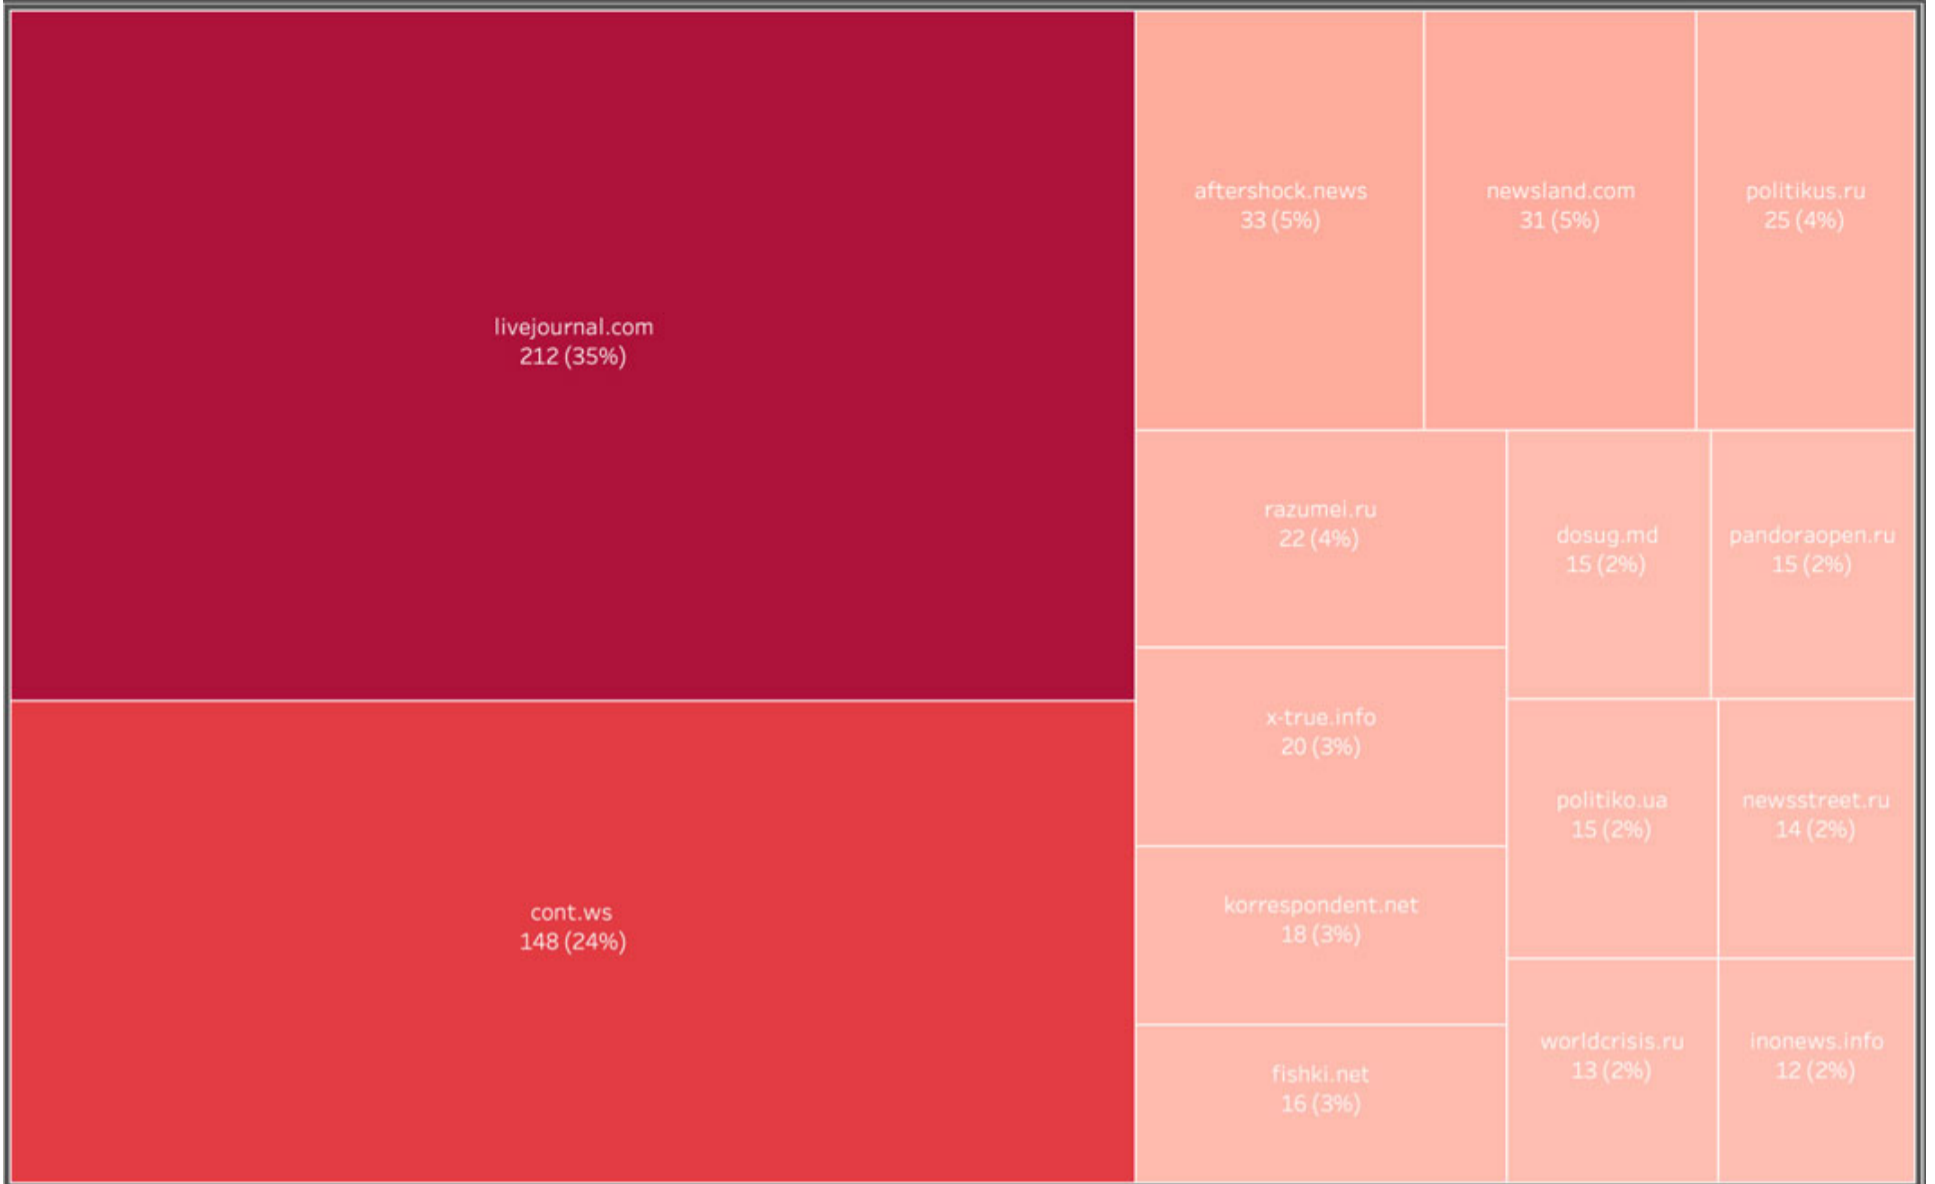 livejournal.com
212 (35%)
cont.ws
148 (24%)
aftershock.news
33 (5%)
newsland.com
31 (5%)
politikus.ru
25 (4%)
razumei.ru
22 (4%)
x-true.info
20 (3%)
korrespondent.net
18 (3%)
fishki.net
16 (3%)
dosug.md
15 (2%)
pandoraopen.ru
15 (2%)
politiko.ua
15 (2%)
newsstreet.ru
14 (2%)
worldcrisis.ru
13 (2%)
inonews.info
12 (2%)